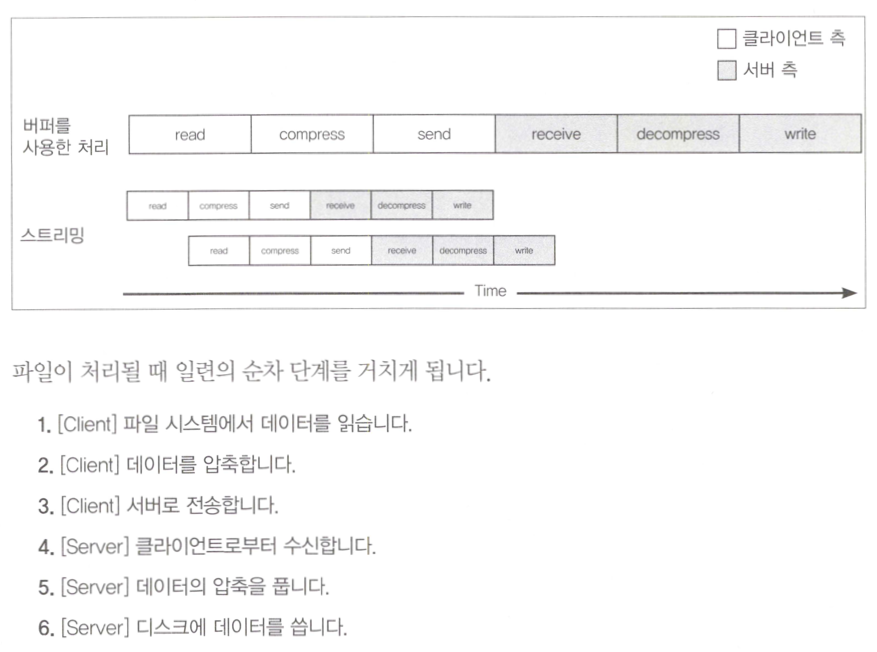 클라이언트 측
서버 측
버퍼를
사용한 처리
read compress send receive decompress write
read compress send receive decompress write
스트리밍
read compress send receive decompress write
Time
파일이 처리될 때 일련의 순차 단계를 거치게 됩니다.
1. [Client] 파일 시스템에서 데이터를 읽습니다.
2. [Client] 데이터를 압축합니다.
3. [Client] 서버로 전송합니다.
4. [Server] 클라이언트로부터 수신합니다.
5. [Server] 데이터의 압축을 풉니다.
6. [Server] 디스크에 데이터를 씁니다.